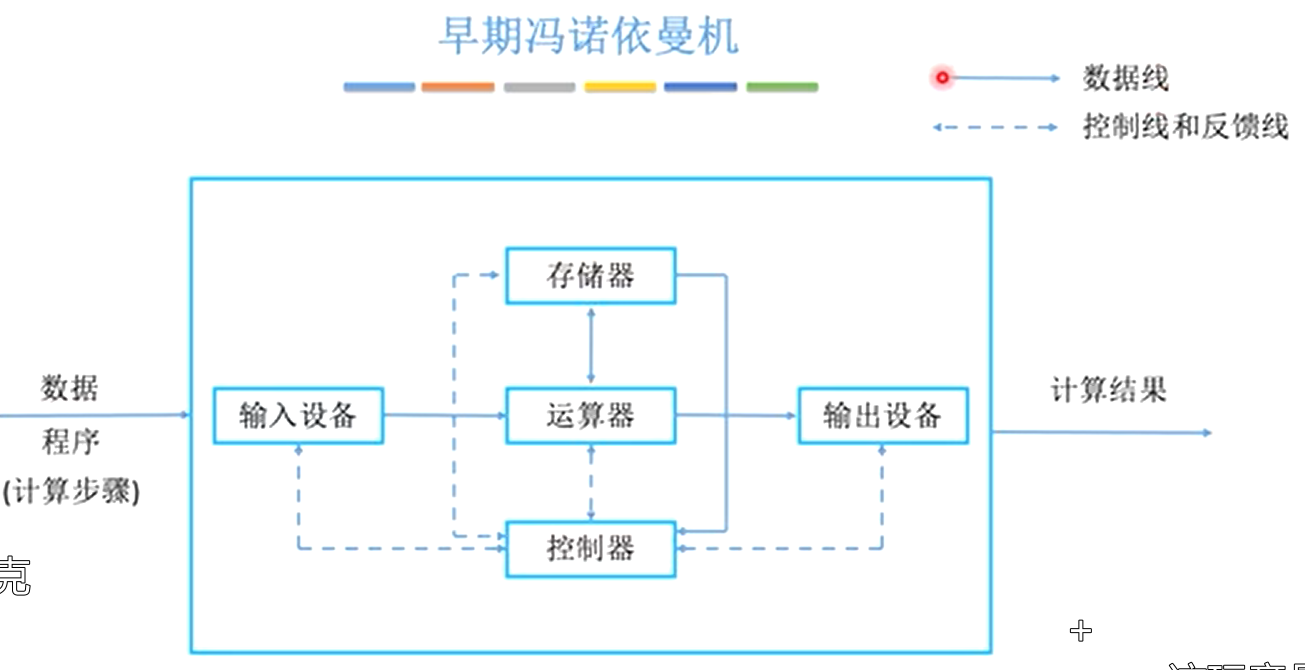 早期冯诺依曼机
数据线
控制线和反馈线
存储器
数据
程序
(计算步骤)
输入设备
运算器
输出设备
计算结果
控制器
克